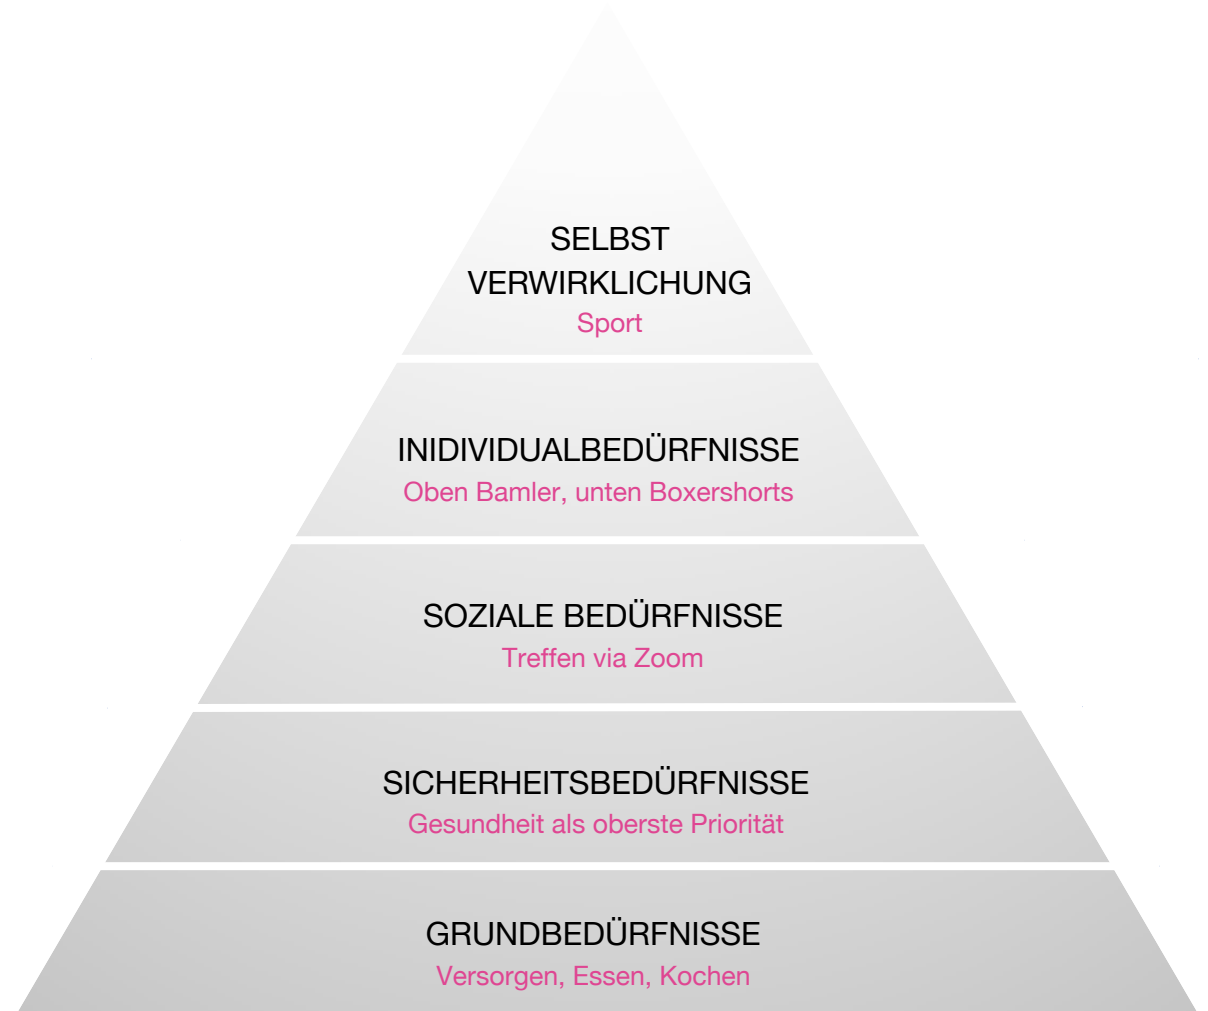 SELBST
VERWIRKLICHUNG
Sport
INIDIVIDUALBEDÜRFNISSE
Oben Bamler, unten Boxershorts
SOZIALE BEDÜRFNISSE
Treffen via Zoom
SICHERHEITSBEDÜRFNISSE
Gesundheit als oberste Priorität
GRUNDBEDÜRFNISSE
Versorgen, Essen, Kochen